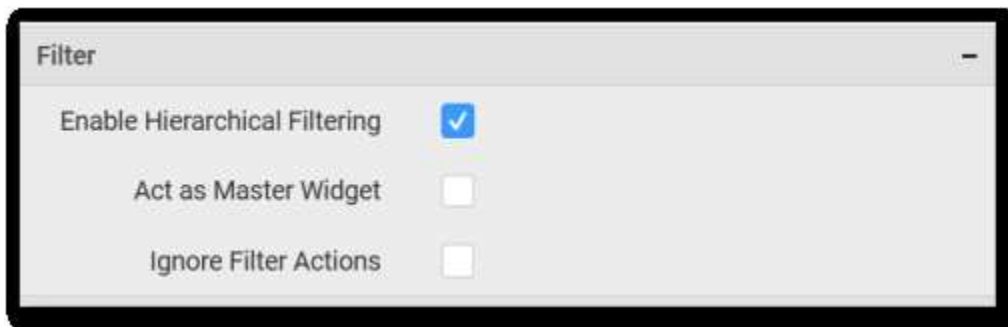 Filter
Enable Hierarchical Filtering
Act as Master Widget
Ignore Filter Actions